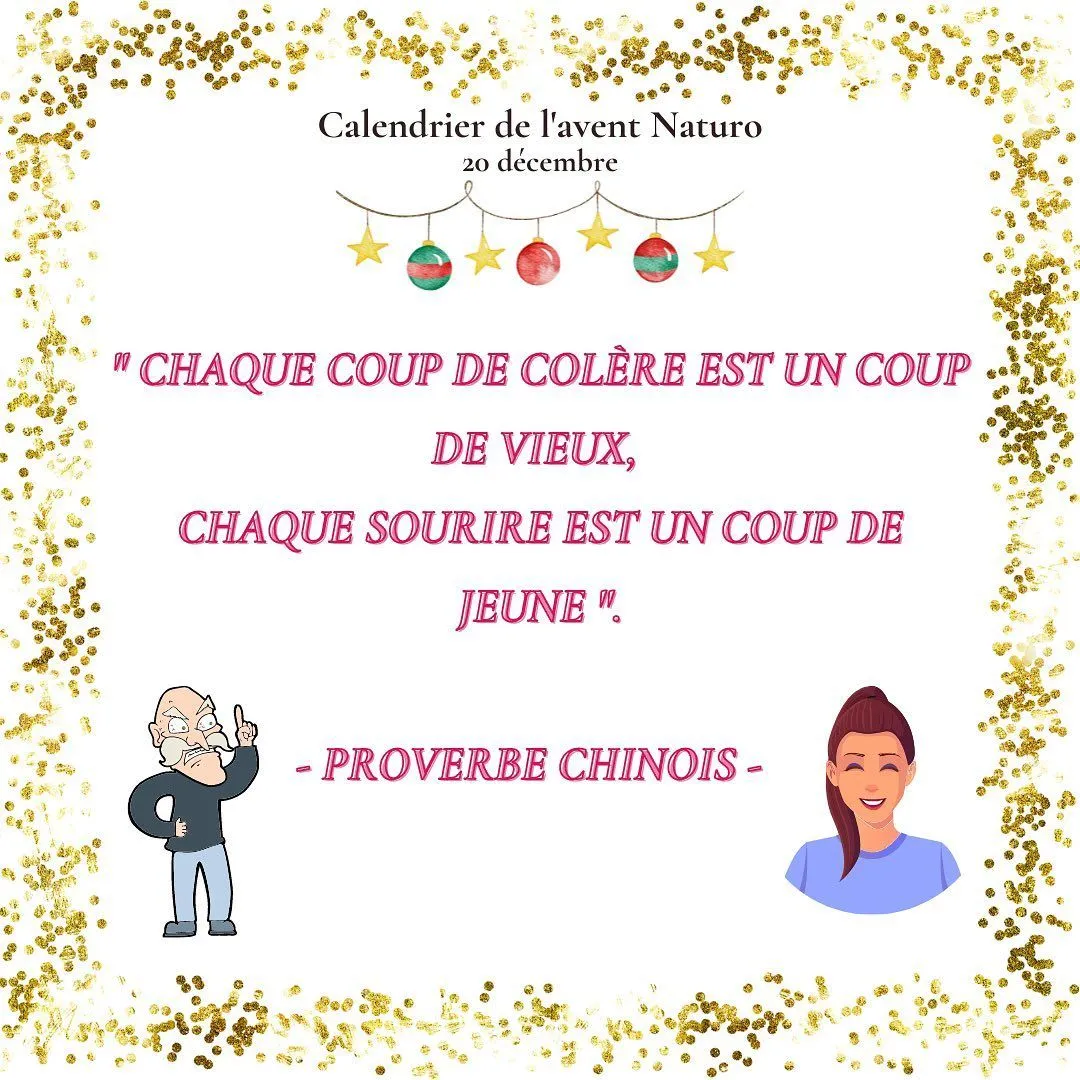 Calendrier de l'avent Naturo
20 décembre
" CHAQUE COUP DE COLÈRE EST UN COUP
DE VIEUX,
CHAQUE SOURIRE EST UN COUP DE
JEUNE ".
- PROVERBE CHINOIS -